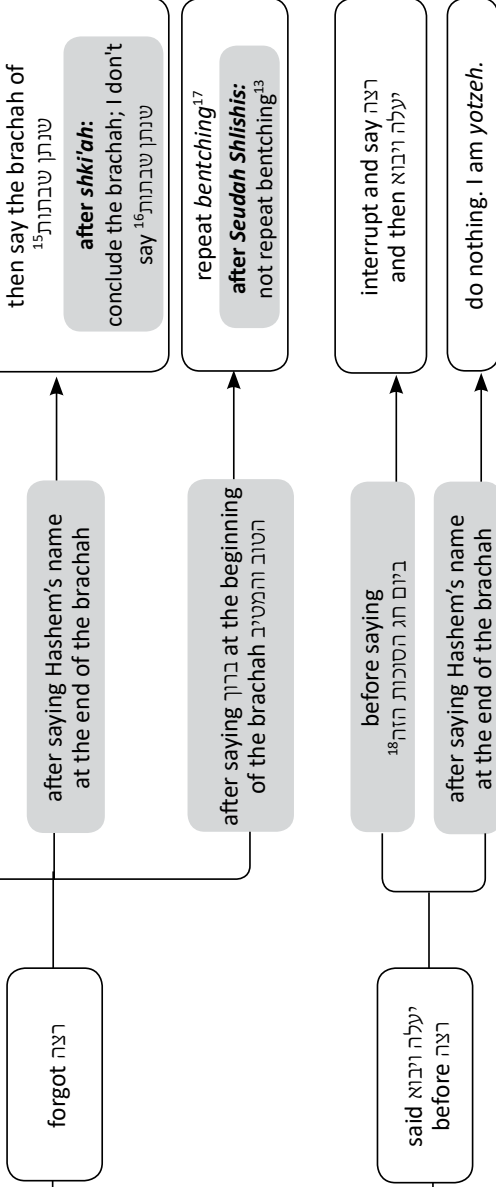 forgot רצה
after saying Hashem's name
at the end of the brachah
then say the brachah of
שנתן שבתות15
after shki'ah:
conclude the brachah; I don't
say שנתן שבתות16
after saying ברוך at the beginning
of the brachah הטוב והמטיב
repeat bentching17
after Seudah Shlishis:
not repeat bentching13
said יעלה ויבוא
before רצה
before saying
ביום חג הסוכות הזה18
interrupt and say רצה
and then יעלה ויבוא
after saying Hashem's name
at the end of the brachah
do nothing. I am yotzeh.